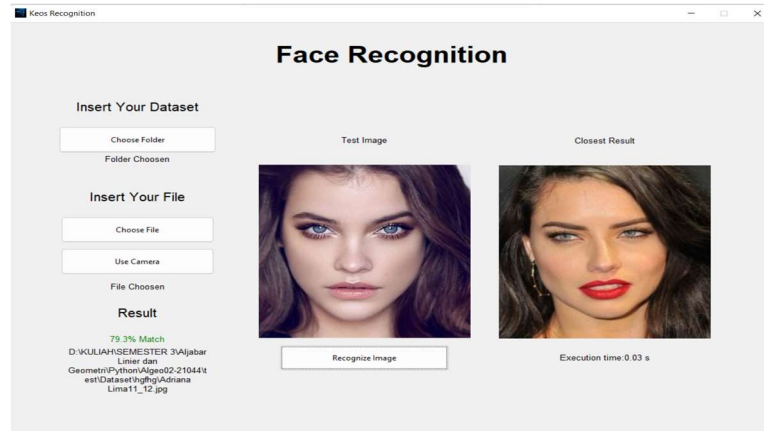 Keos Recognition
Face Recognition
Insert Your Dataset
Choose Folder
Folder Choosen
Insert Your File
Choose File
Use Camera
File Choosen
Result
79.3% Match
D:\KULIAH\SEMESTER 3\Aljabar
Linier dan
Geometri\Python\Algeo02-21044\t
est\Dataset\hgfhg\Adriana
Lima11_12.jpg
Test Image
Recognize Image
Closest Result
Execution time:0.03 s